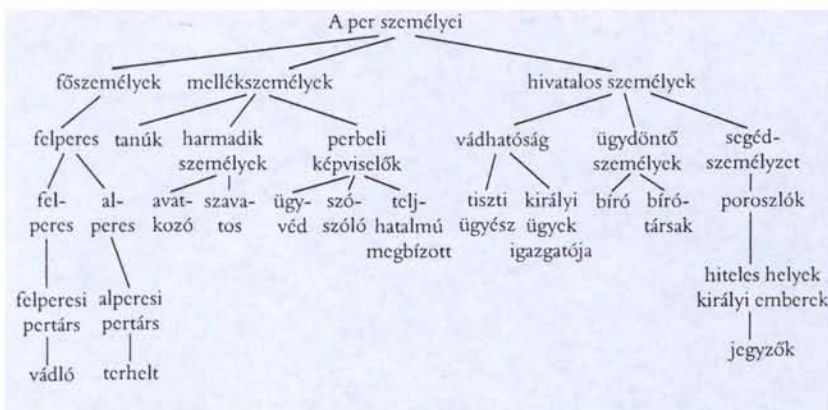 A per személyei
főszemélyek mellékszemélyek hivatalos személyek
felperes tanúk harmadik személyek perbeli képviselők vádhatóság ügydöntő személyek segéd-személyzet
fel-
peres
al-
peres
avat-
kozó
szava-
tos
ügy-
véd
szó-
szóló
telj-
hatalmú
megbízott
tiszti
ügyész
királyi
ügyek
igazgatója
bíró
bíró-
társak
poroszlók
felperesi
pertárs
alperesi
pertárs
hiteles helyek
királyi emberek
vádló
terhelt
jegyzők